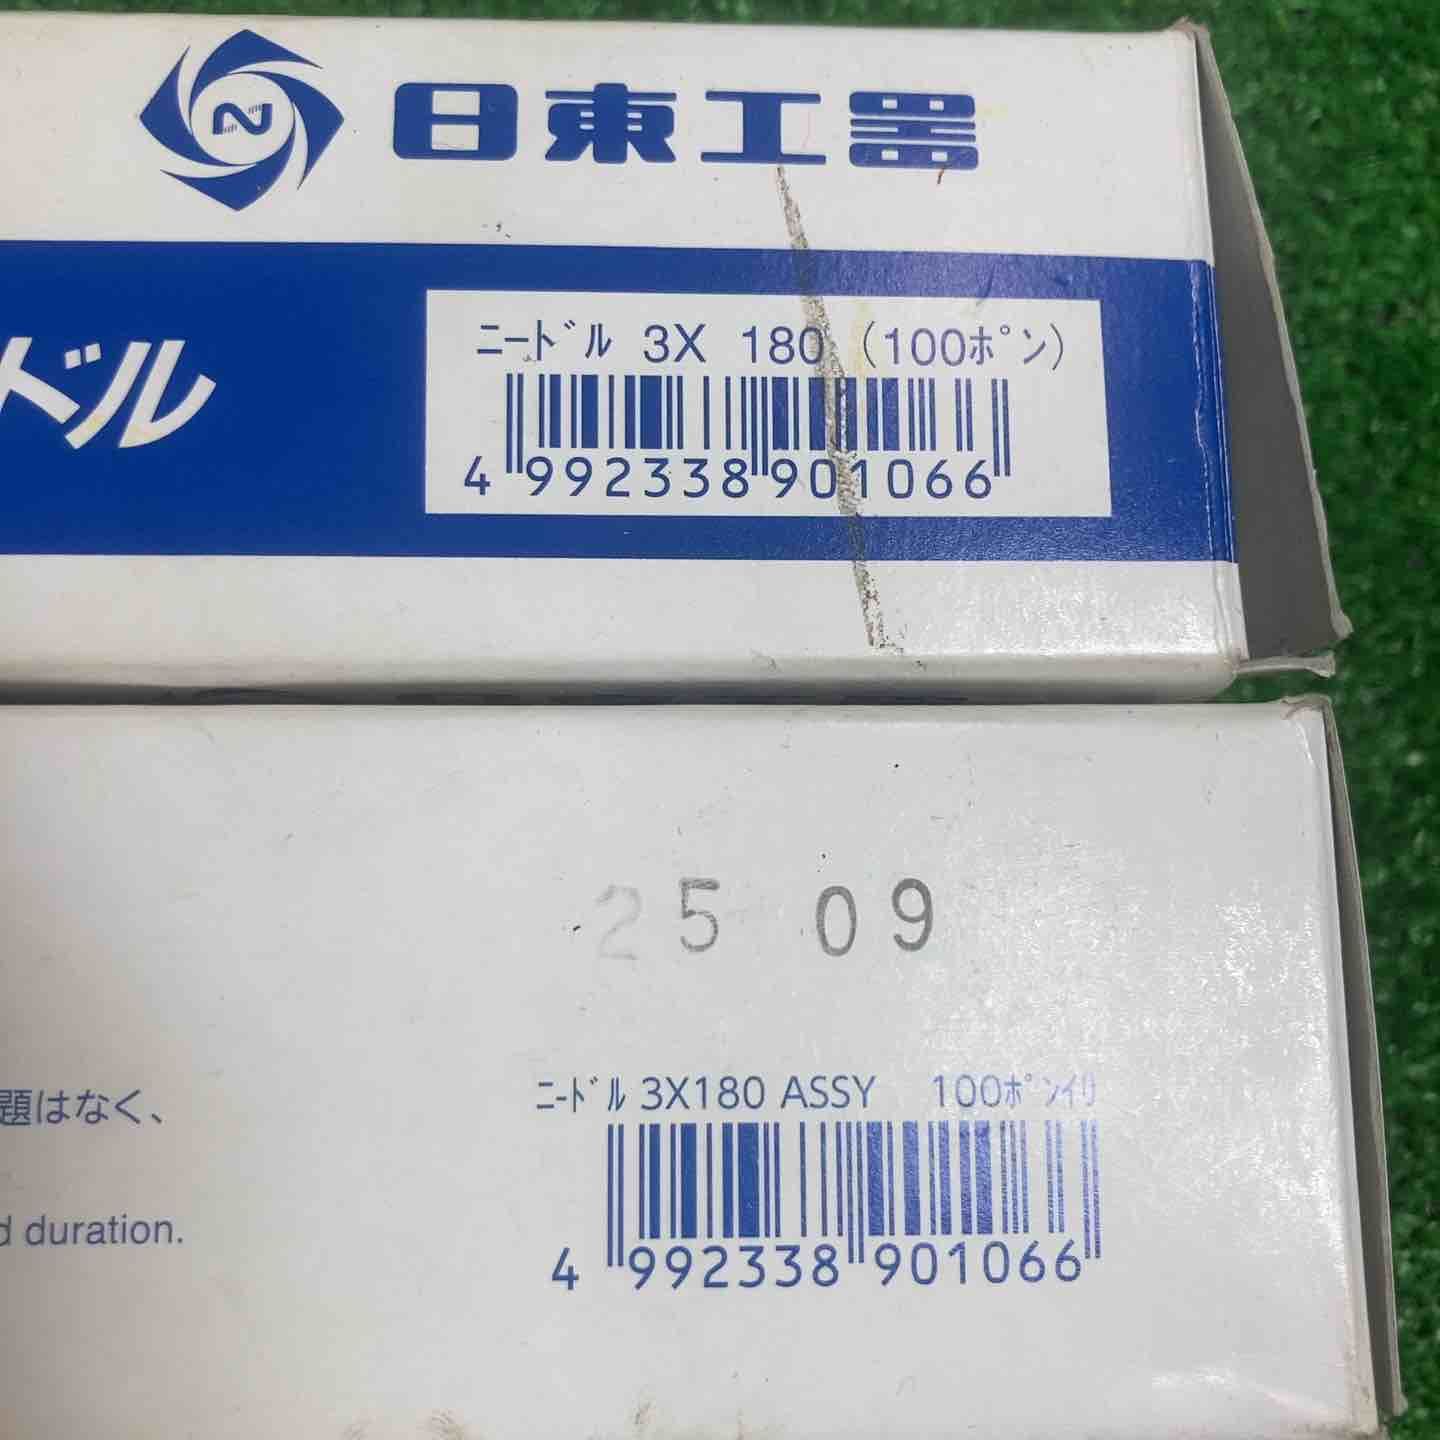 日東工器
ニードル 3X 180 (100ポン)
ドル
4 992338 901066
25 09
ニードル 3X180 ASSY 100ポンイリ
題はなく、
4 992338 901066
d duration.